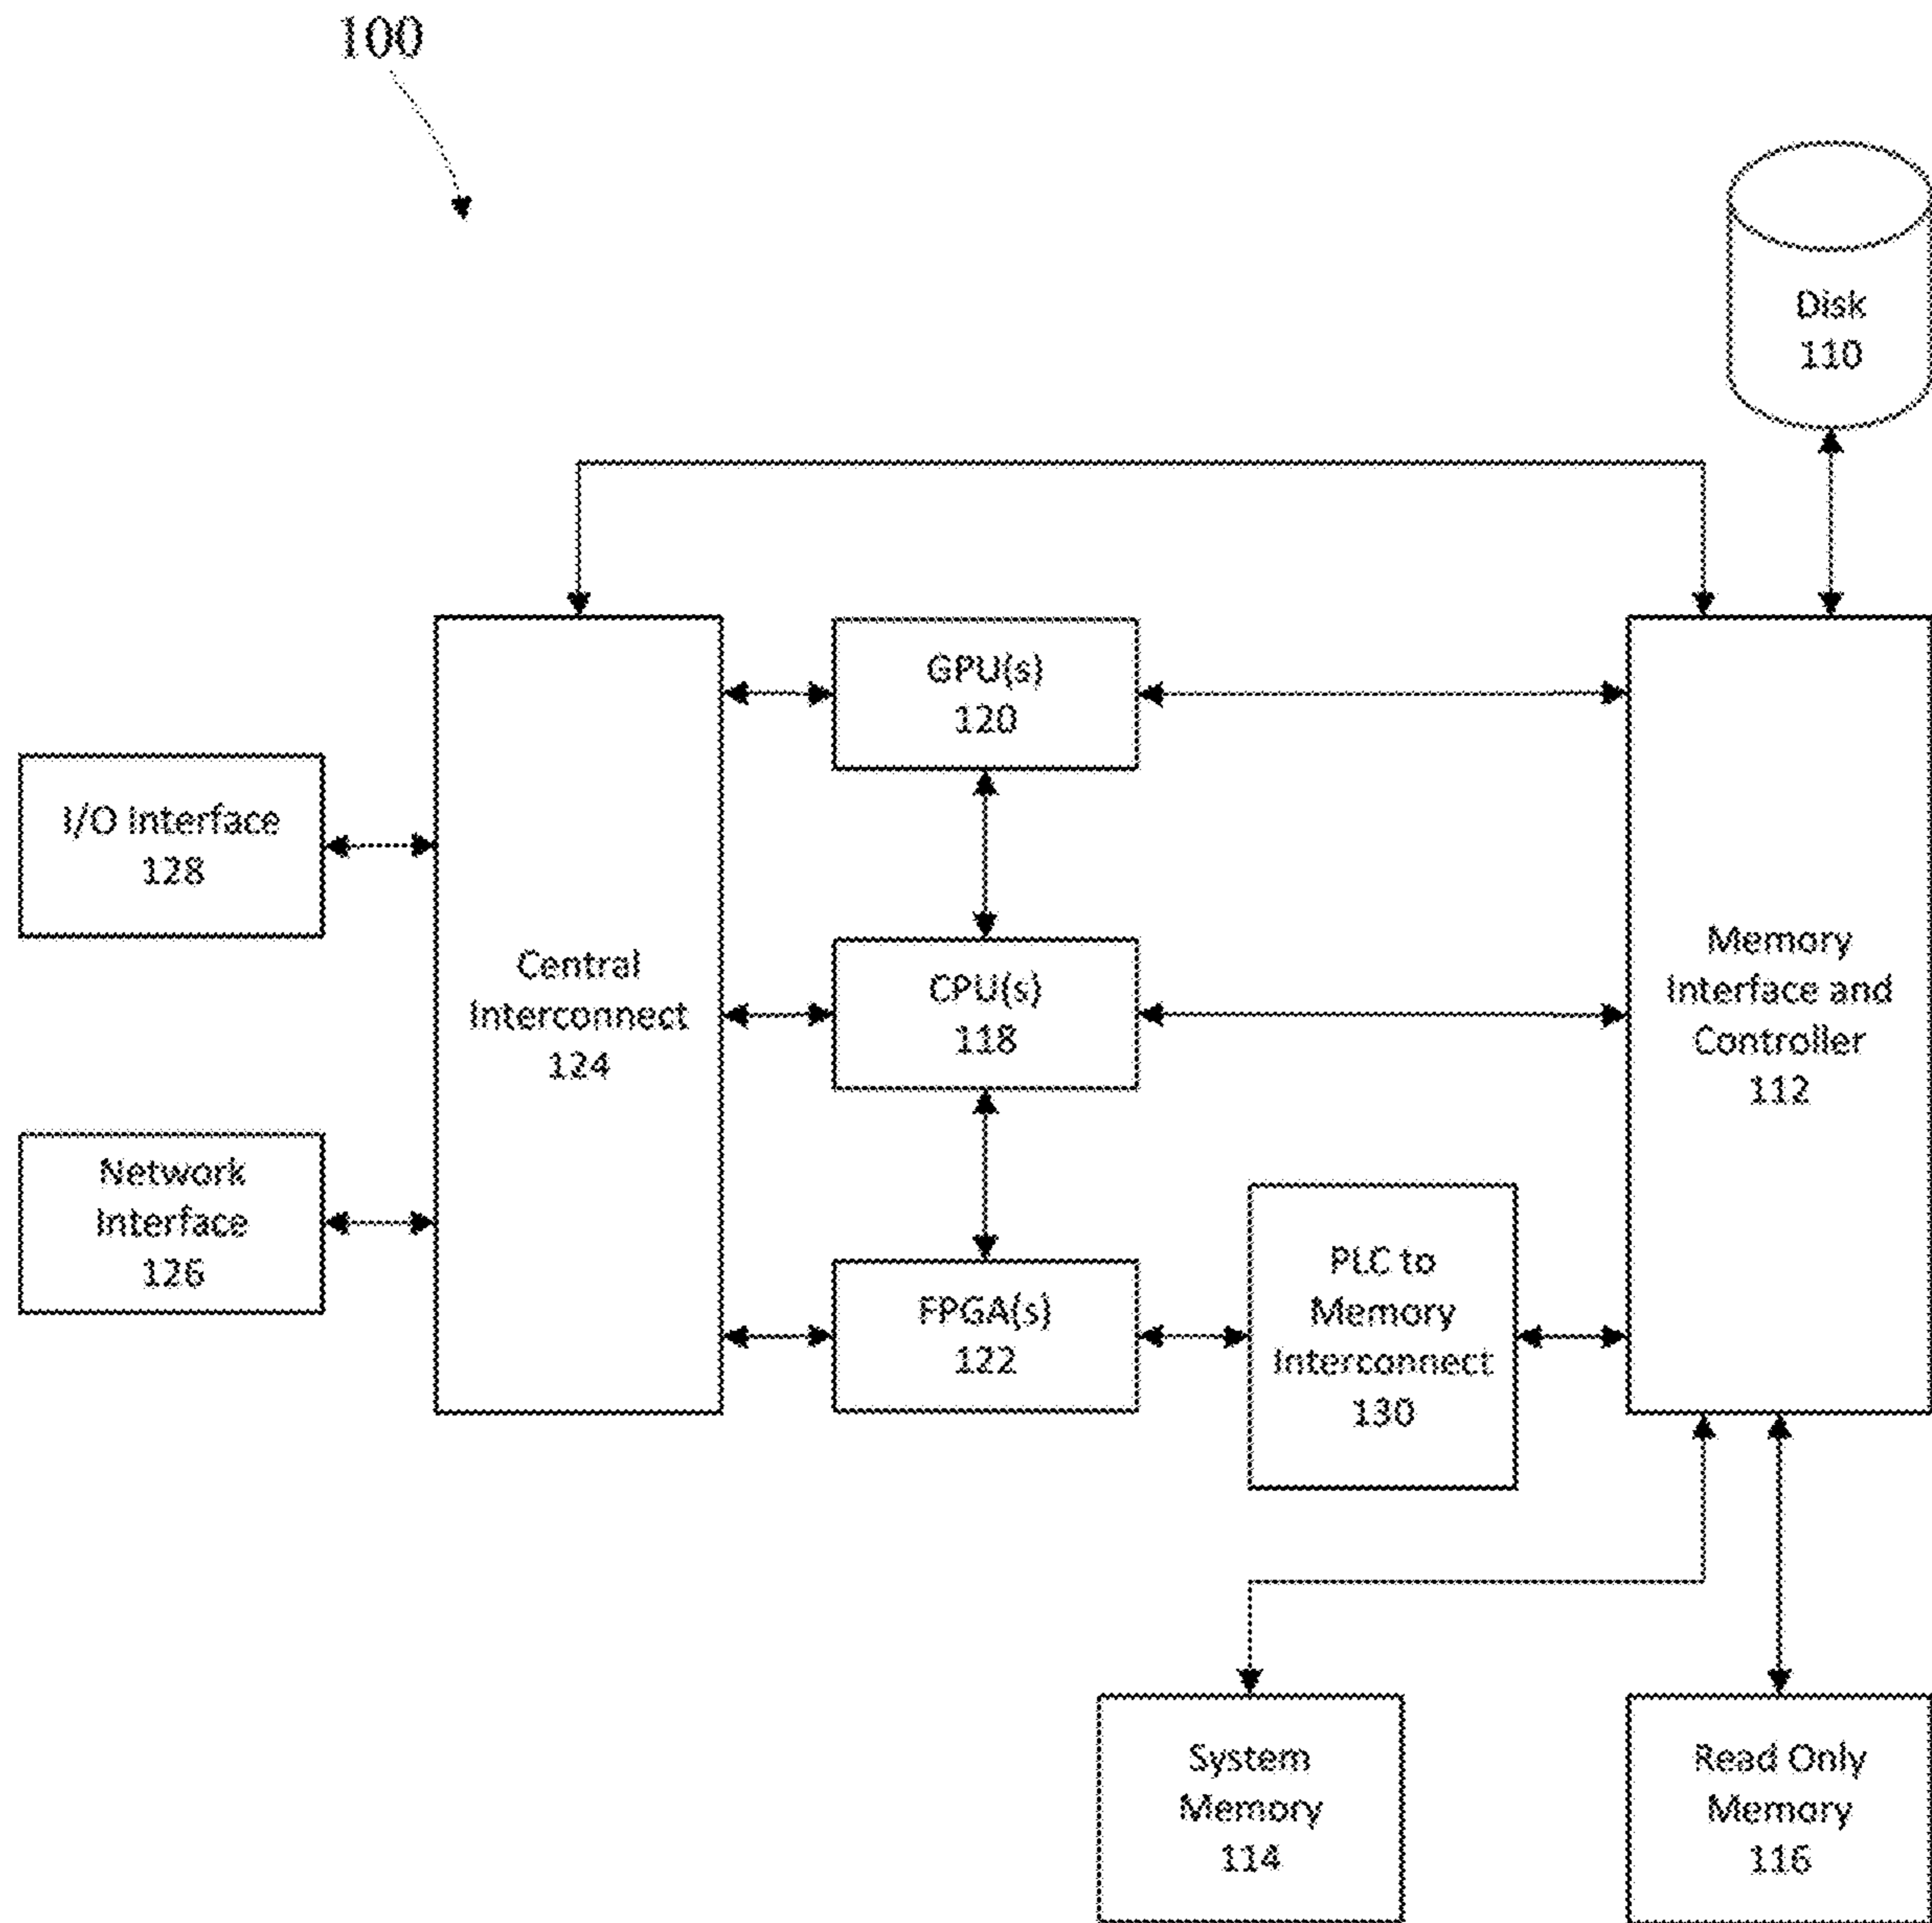 100
Disk
110
GPU(s)
120
I/O Interface
128
Central
Interconnect
124
CPU(s)
118
Memory
Interface and
Controller
112
Network
Interface
126
FPGA(s)
122
PLC to
Memory
Interconnect
130
System
Memory
114
Read Only
Memory
116